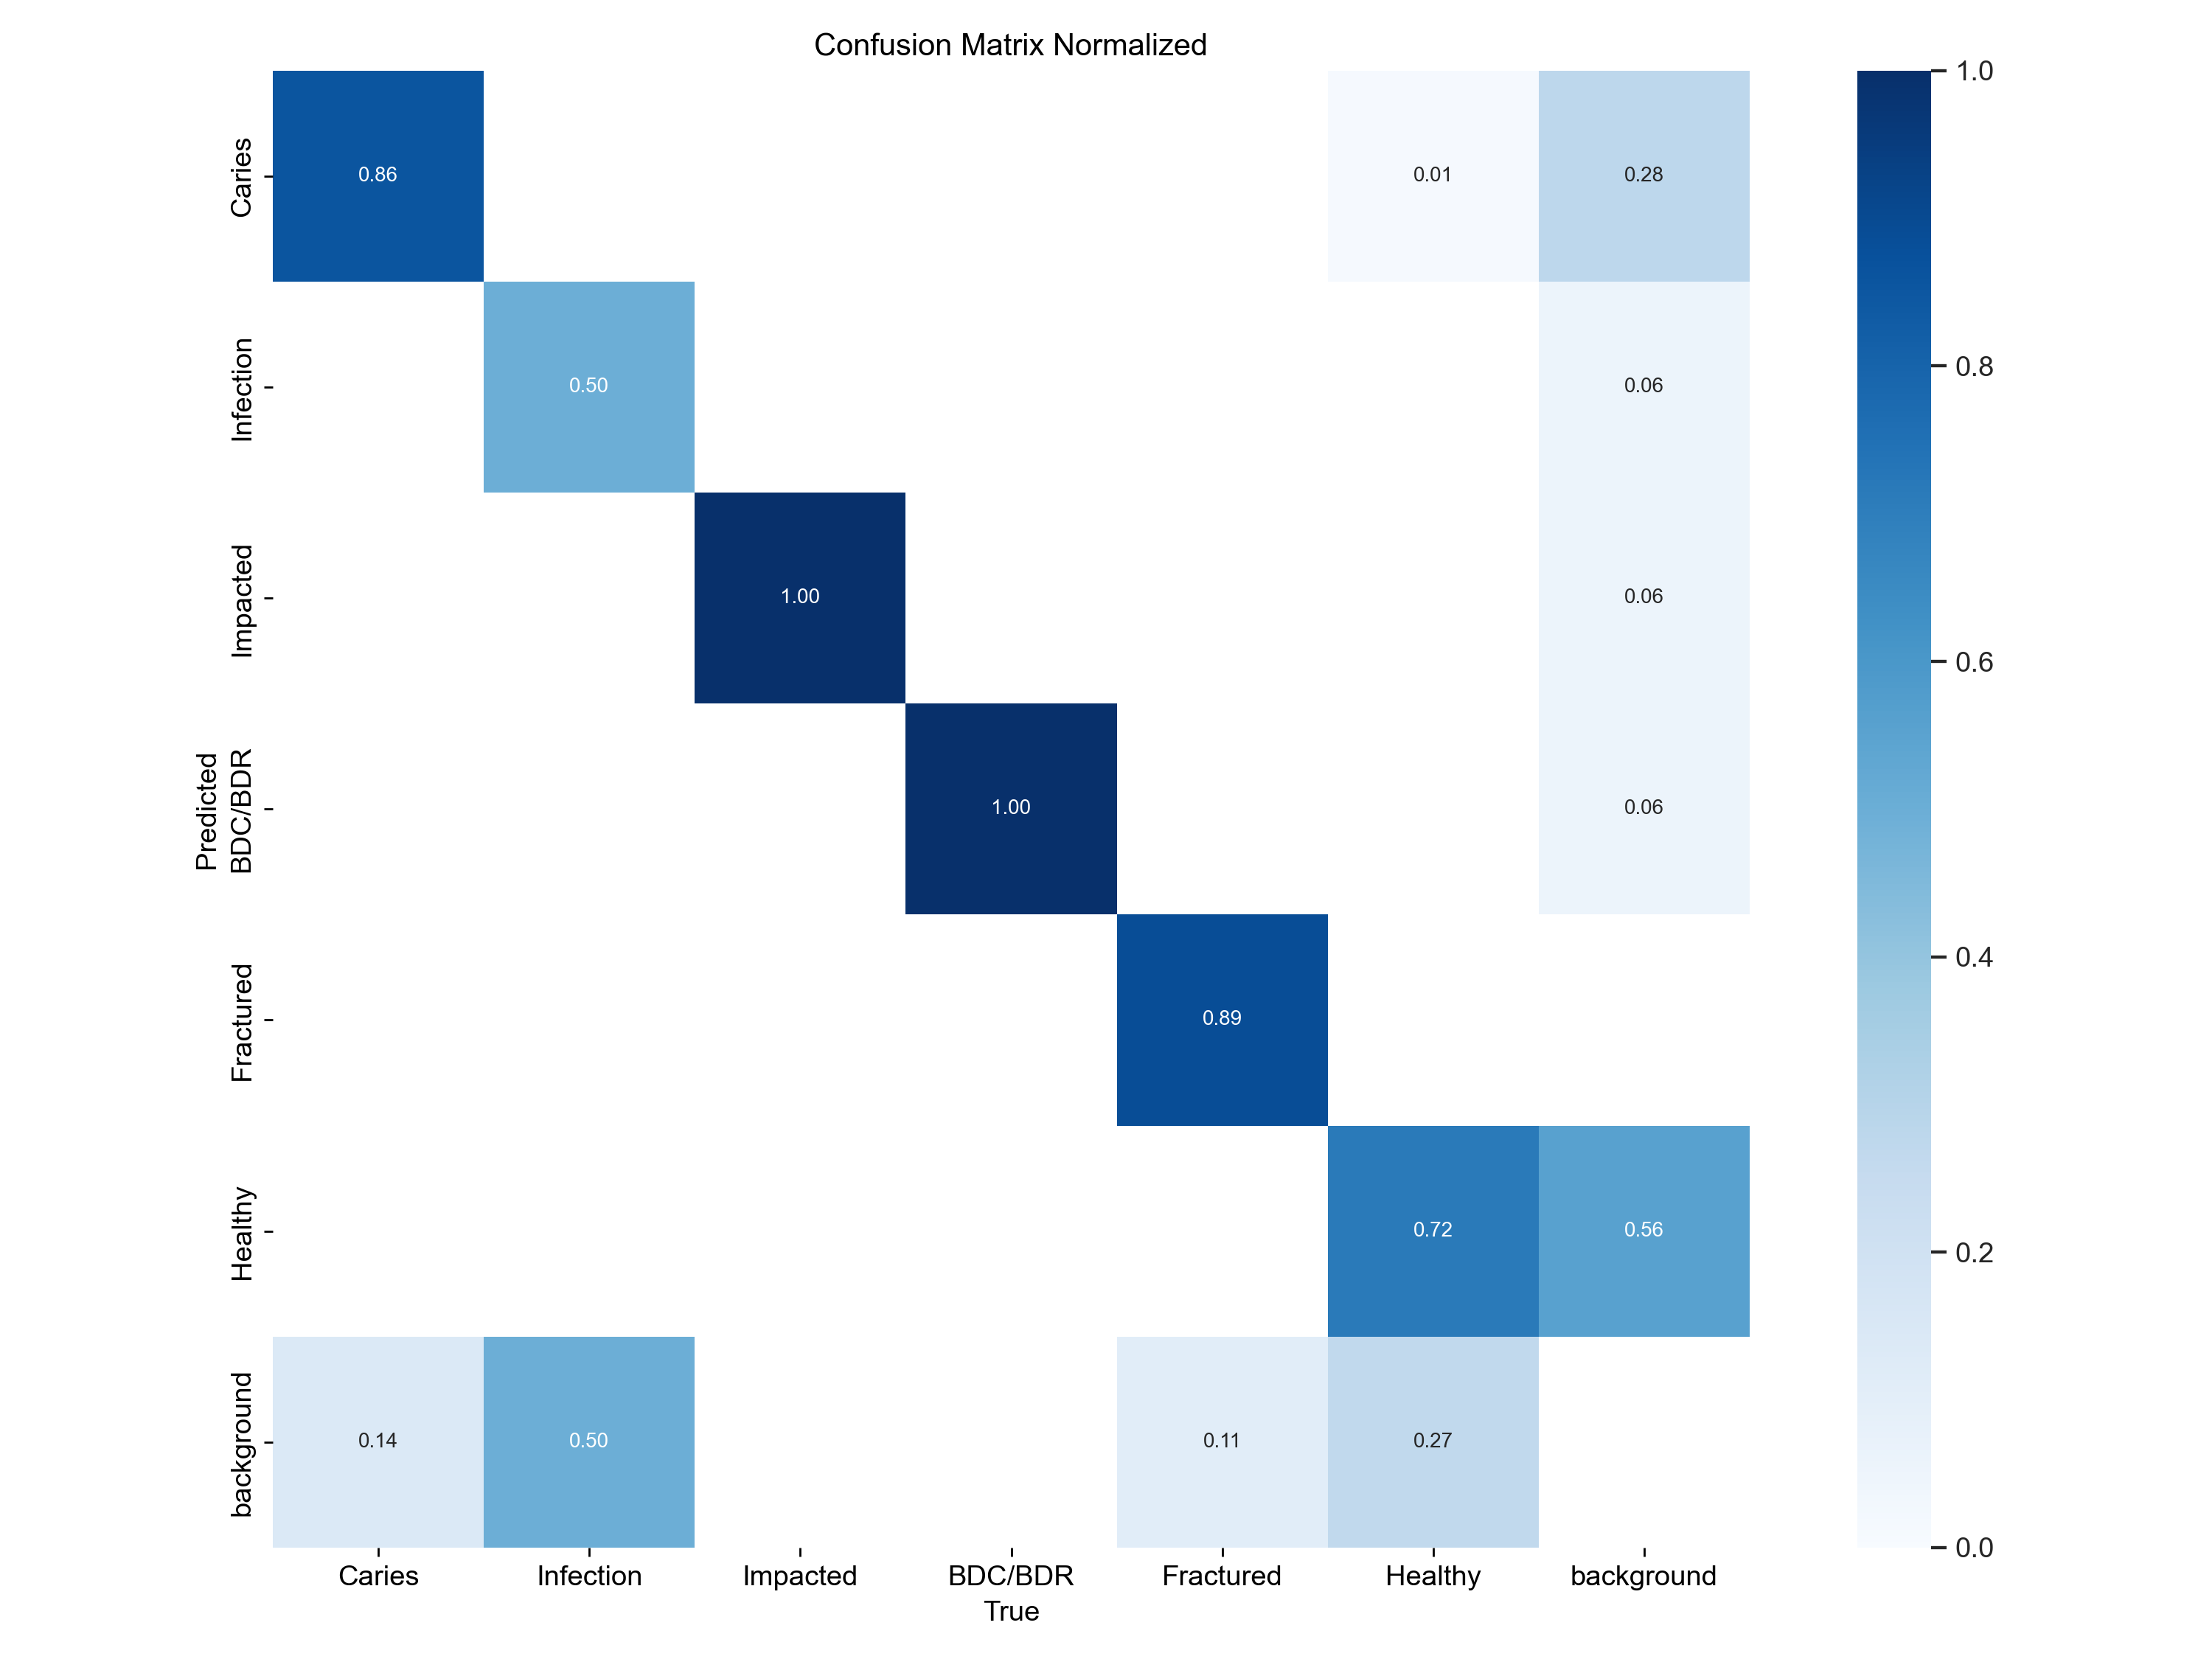 Confusion Matrix Normalized
Caries 0.86 0.01 0.28
Infection 0.50 0.06
Impacted 1.00 0.06
Predicted
BDC/BDR 1.00 0.06
Fractured 0.89
Healthy 0.72 0.56
background 0.14 0.50 0.11 0.27
Caries Infection Impacted BDC/BDR Fractured Healthy background
True
1.0
0.8
0.6
0.4
0.2
0.0